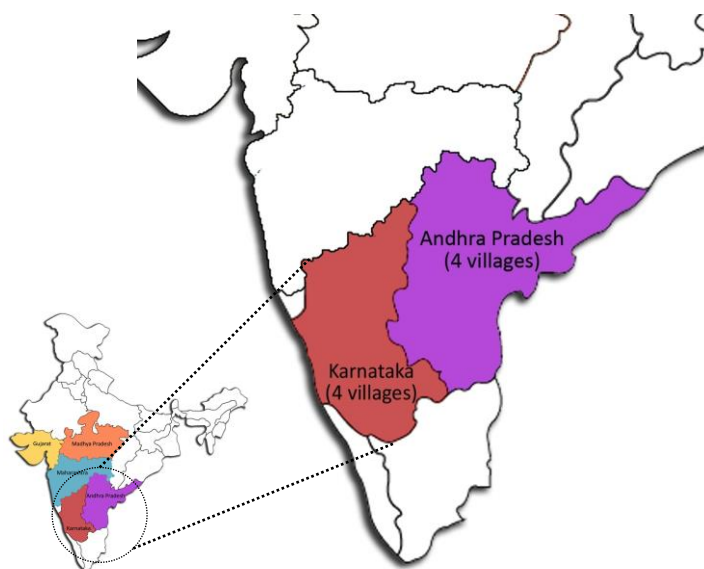 Andhra Pradesh
(4 villages)
Karnataka
(4 villages)
Gujarat
Madhya Pradesh
Maharashtra
Andhra Pradesh
Karnataka